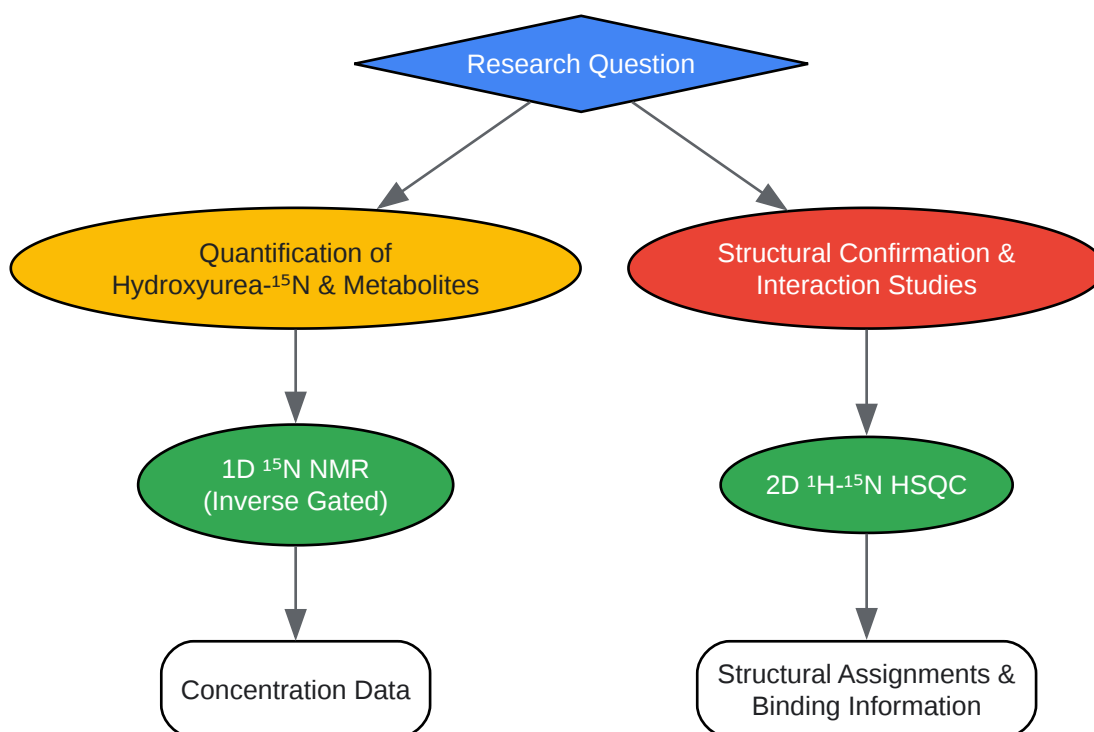 Research Question
Quantification of
Hydroxyurea-¹⁵N & Metabolites
Structural Confirmation &
Interaction Studies
1D ¹⁵N NMR
(Inverse Gated)
2D ¹H-¹⁵N HSQC
Concentration Data
Structural Assignments &
Binding Information